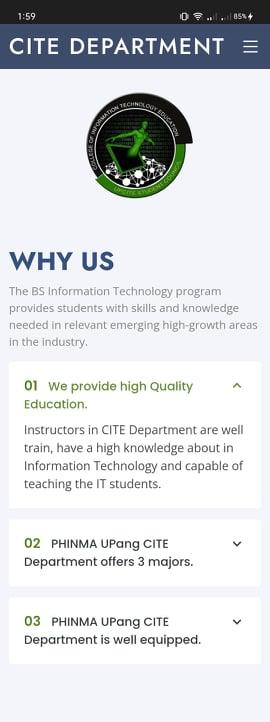 1:59
85%
CITE DEPARTMENT
COLLEGE OF INFORMATION TECHNOLOGY EDUCATION
UPCITE STUDENT COUNCIL
WHY US
The BS Information Technology program
provides students with skills and knowledge
needed in relevant emerging high-growth areas
in the industry.
01 We provide high Quality
Education.
Instructors in CITE Department are well
train, have a high knowledge about in
Information Technology and capable of
teaching the IT students.
02 PHINMA UPang CITE
Department offers 3 majors.
03 PHINMA UPang CITE
Department is well equipped.